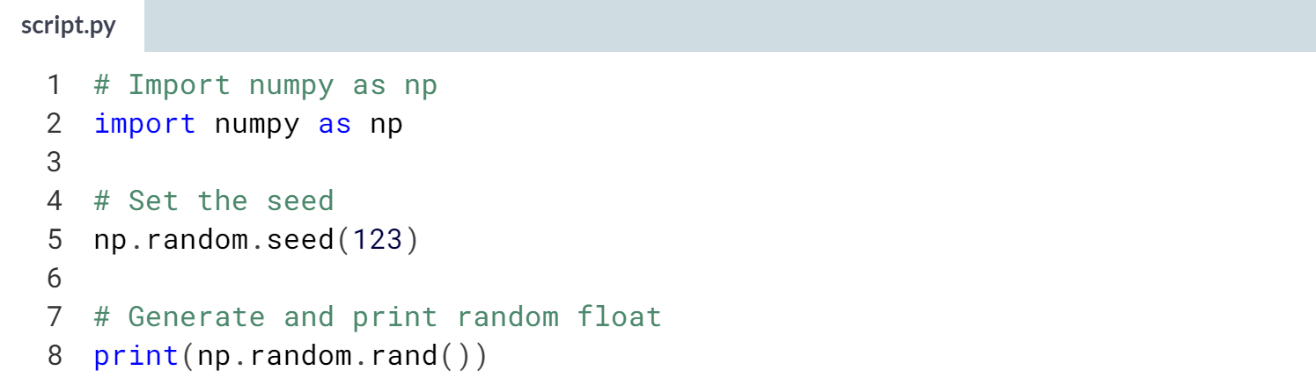 script.py
1 # Import numpy as np
2 import numpy as np
3
4 # Set the seed
5 np.random.seed(123)
6
7 # Generate and print random float
8 print(np.random.rand())